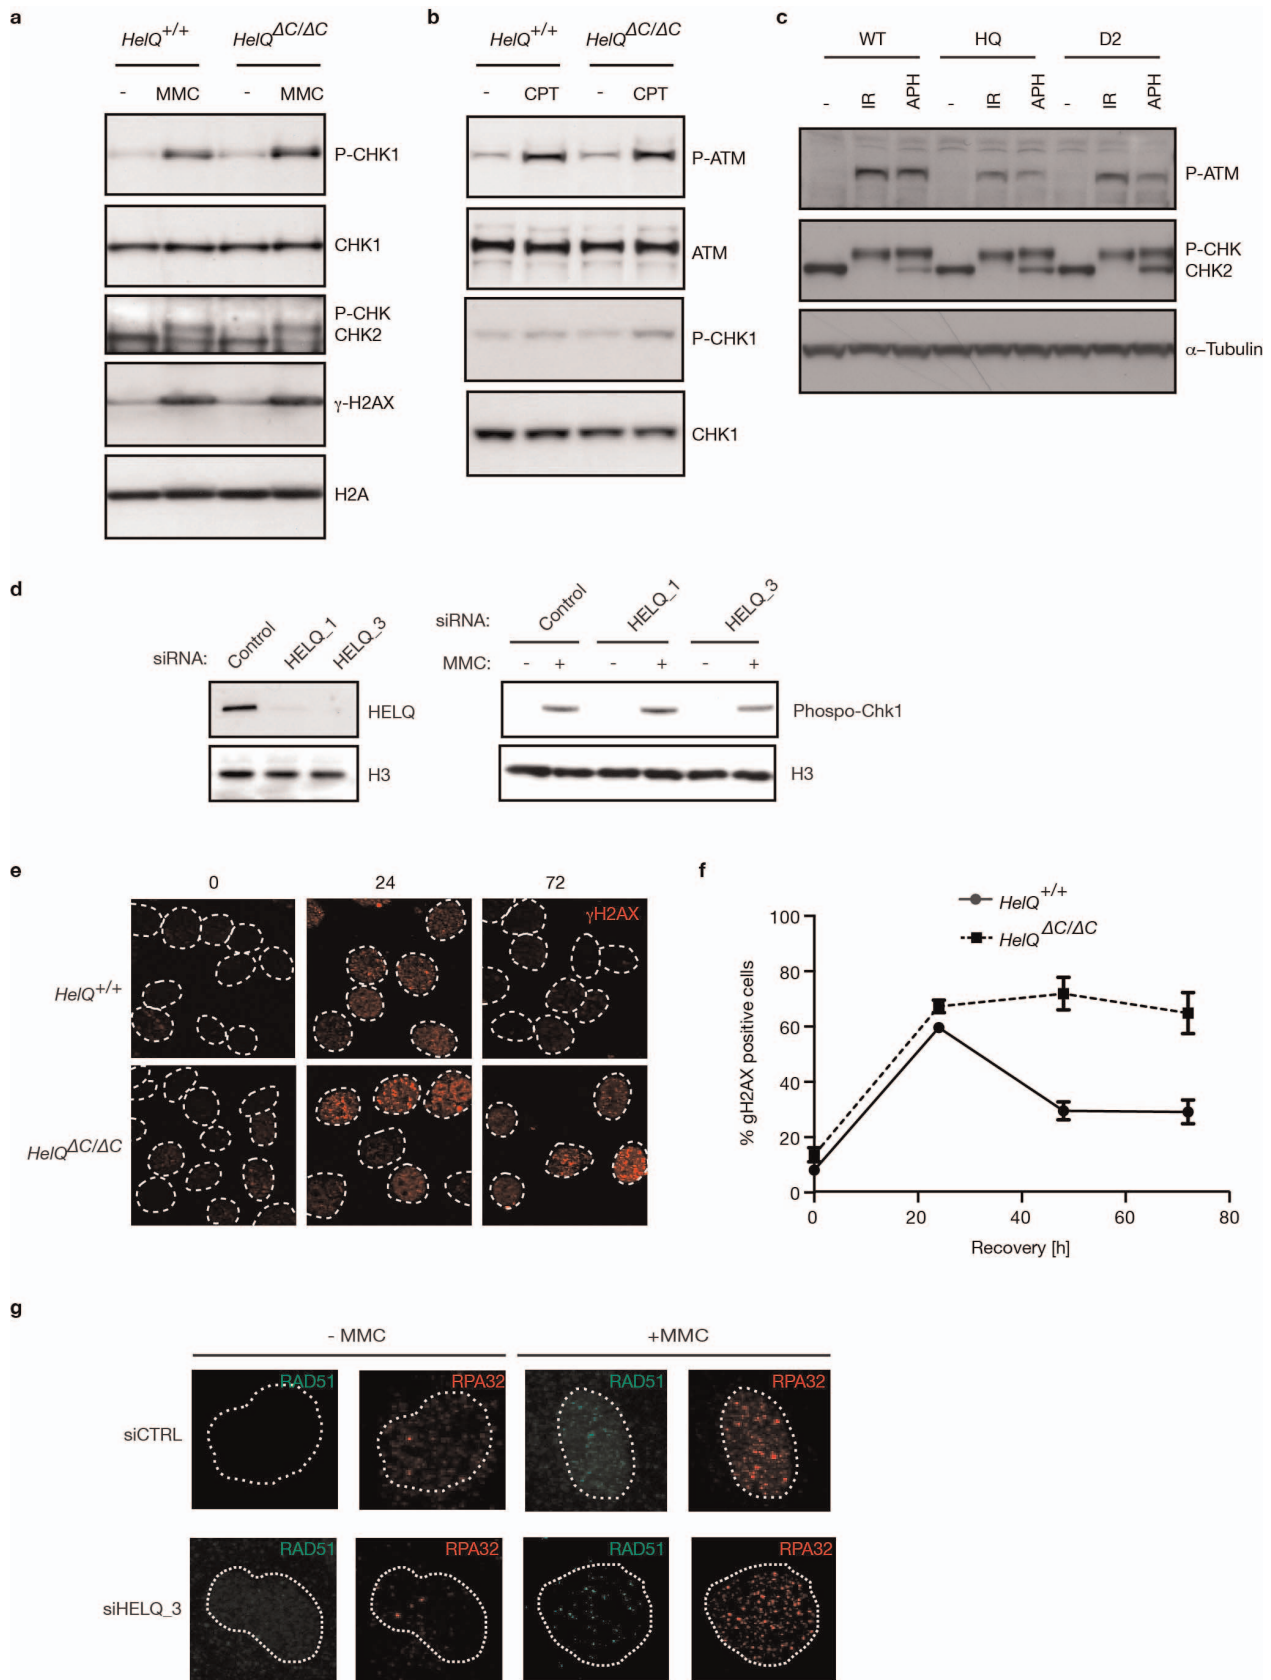 a
HelQ+/+ HelQΔC/ΔC
- MMC - MMC
P-CHK1
CHK1
P-CHK
CHK2
γ-H2AX
H2A
b
HelQ+/+ HelQΔC/ΔC
- CPT - CPT
P-ATM
ATM
P-CHK1
CHK1
c
WT HQ D2
- IR APH - IR APH - IR APH
P-ATM
P-CHK
CHK2
α–Tubulin
d
siRNA: Control HELQ_1 HELQ_3
HELQ
H3
siRNA: Control HELQ_1 HELQ_3
MMC: - + - + - +
Phospo-Chk1
H3
e
0 24 72
γH2AX
HelQ+/+
HelQΔC/ΔC
f
HelQ+/+
HelQΔC/ΔC
% gH2AX positive cells
100
80
60
40
20
0
0 20 40 60 80
Recovery [h]
g
- MMC +MMC
RAD51 RPA32 RAD51 RPA32
siCTRL
RAD51 RPA32 RAD51 RPA32
siHELQ_3